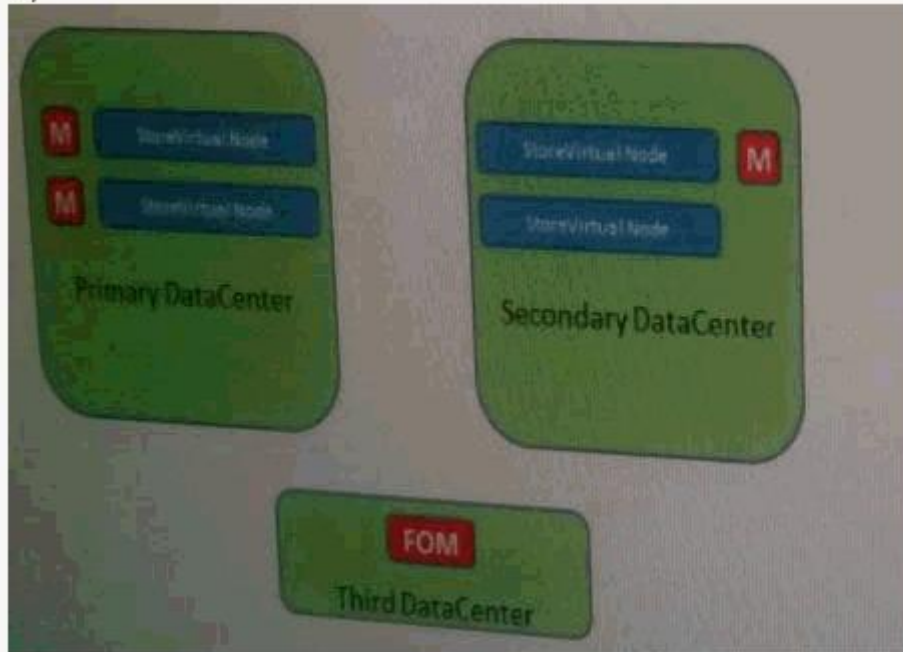 M StoreVirtual Node
M StoreVirtual Node
Primary DataCenter
StoreVirtual Node M
StoreVirtual Node
Secondary DataCenter
FOM
Third DataCenter